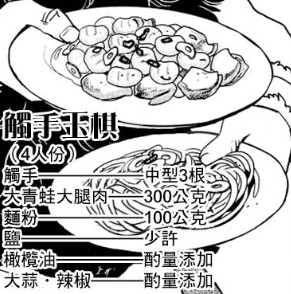 觸手玉棋
（4人份）
觸手——中型3根
大青蛙大腿肉—300公克
麵粉——100公克
鹽——少許
橄欖油——酌量添加
大蒜・辣椒——酌量添加